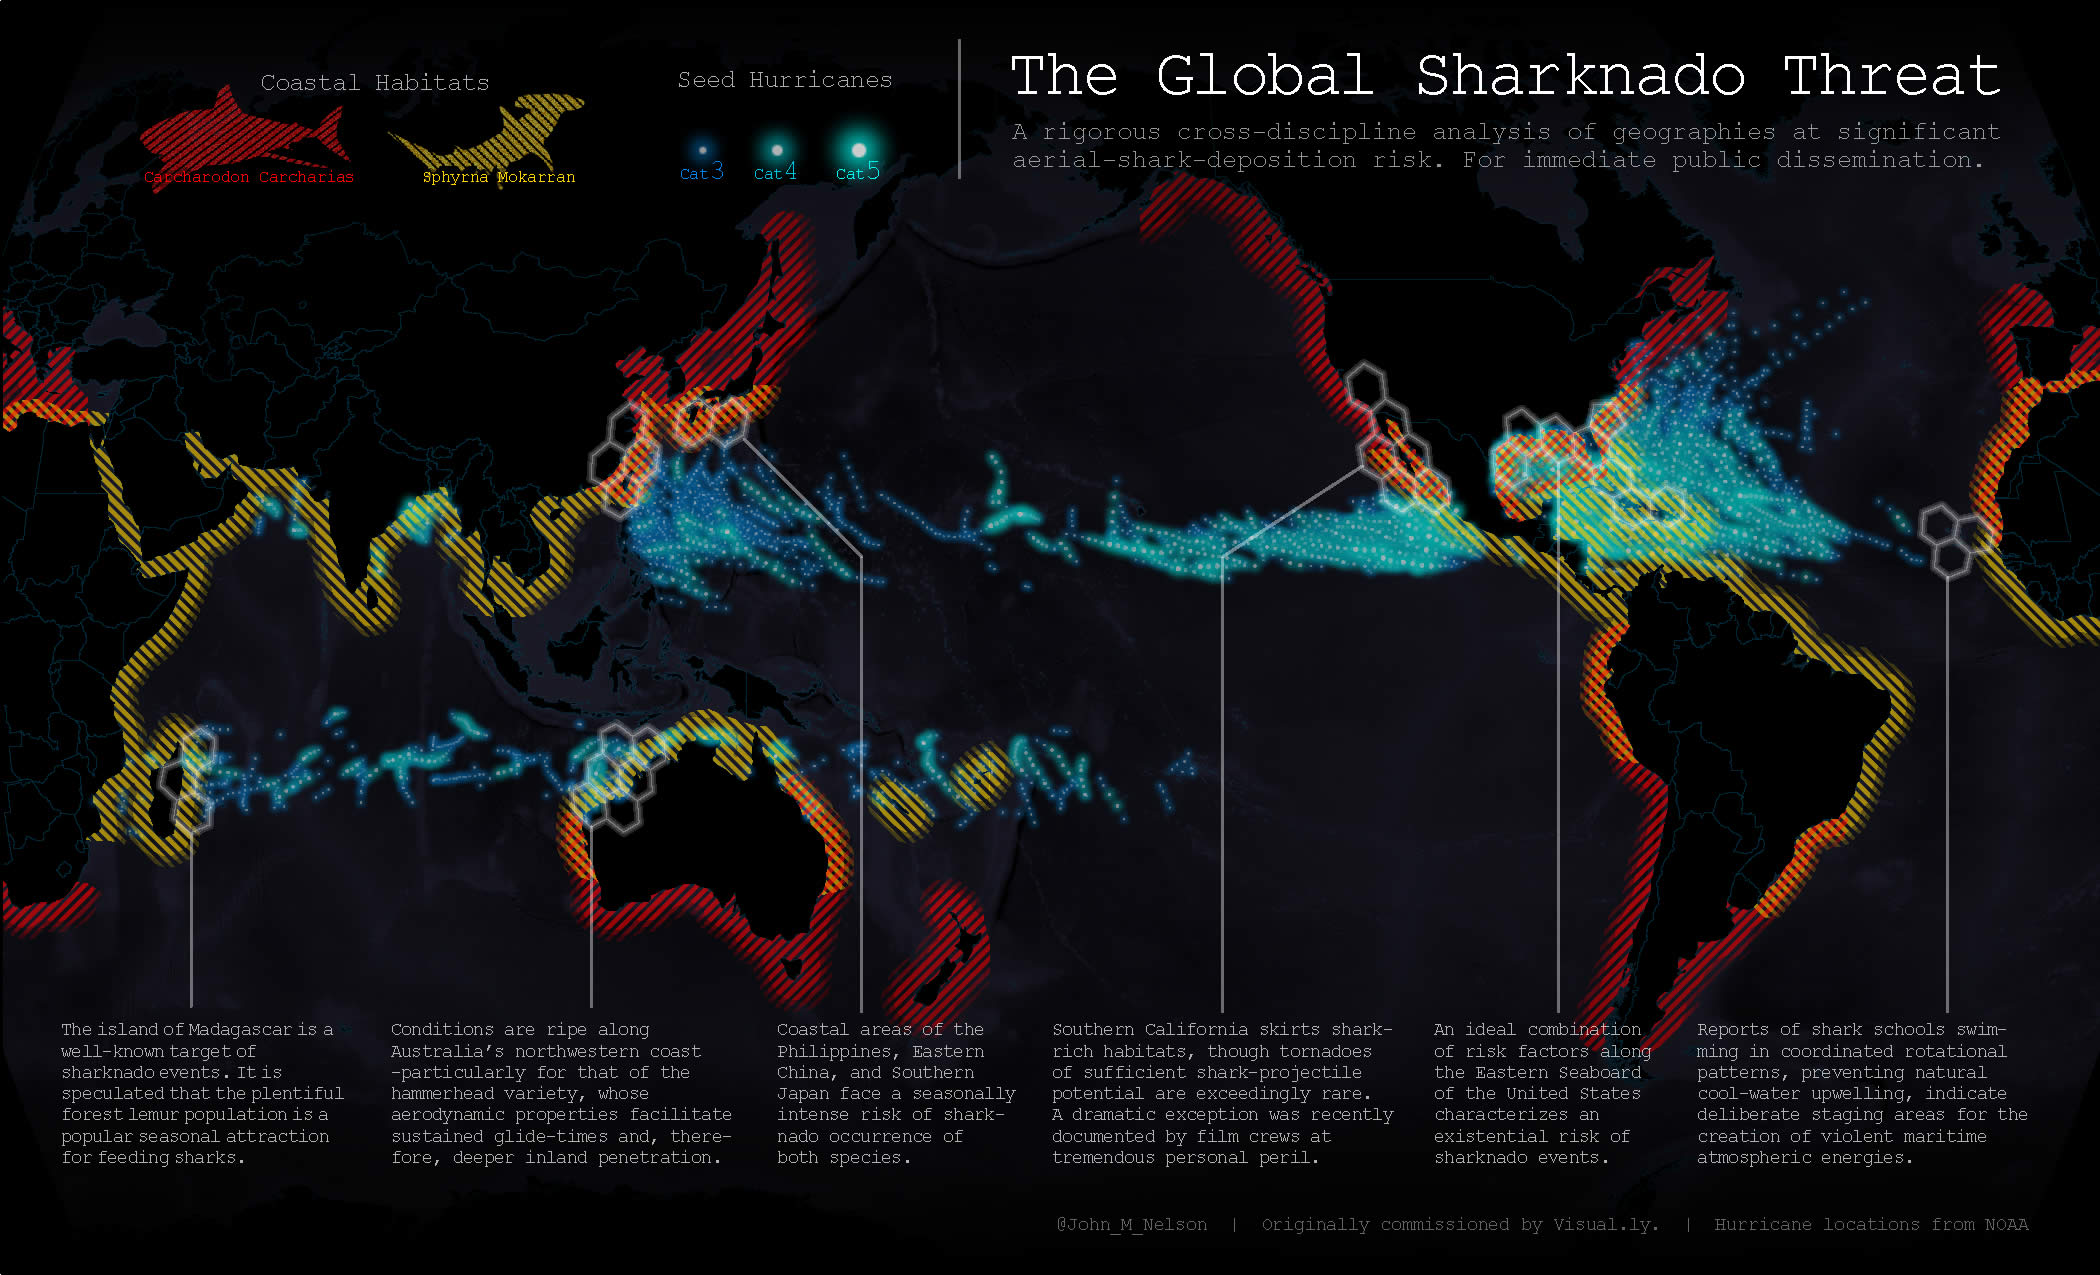 Coastal Habitats
Carcharodon Carcharias
Sphyrna Mokarran
Seed Hurricanes
Cat3
Cat4
Cat5
The Global Sharknado Threat
A rigorous cross-discipline analysis of geographies at significant
aerial-shark-deposition risk. For immediate public dissemination.
The island of Madagascar is a
well-known target of
sharknado events. It is
speculated that the plentiful
forest lemur population is a
popular seasonal attraction
for feeding sharks.
Conditions are ripe along
Australia's northwestern coast
-particularly for that of the
hammerhead variety, whose
aerodynamic properties facilitate
sustained glide-times and, there-
fore, deeper inland penetration.
Coastal areas of the
Philippines, Eastern
China, and Southern
Japan face a seasonally
intense risk of shark-
nado occurrence of
both species.
Southern California skirts shark-
rich habitats, though tornadoes
of sufficient shark-projectile
potential are exceedingly rare.
A dramatic exception was recently
documented by film crews at
tremendous personal peril.
An ideal combination
of risk factors along
the Eastern Seaboard
of the United States
characterizes an
existential risk of
sharknado events.
Reports of shark schools swim-
ming in coordinated rotational
patterns, preventing natural
cool-water upwelling, indicate
deliberate staging areas for the
creation of violent maritime
atmospheric energies.
@John_M_Nelson | Originally commissioned by Visual.ly. | Hurricane locations from NOAA